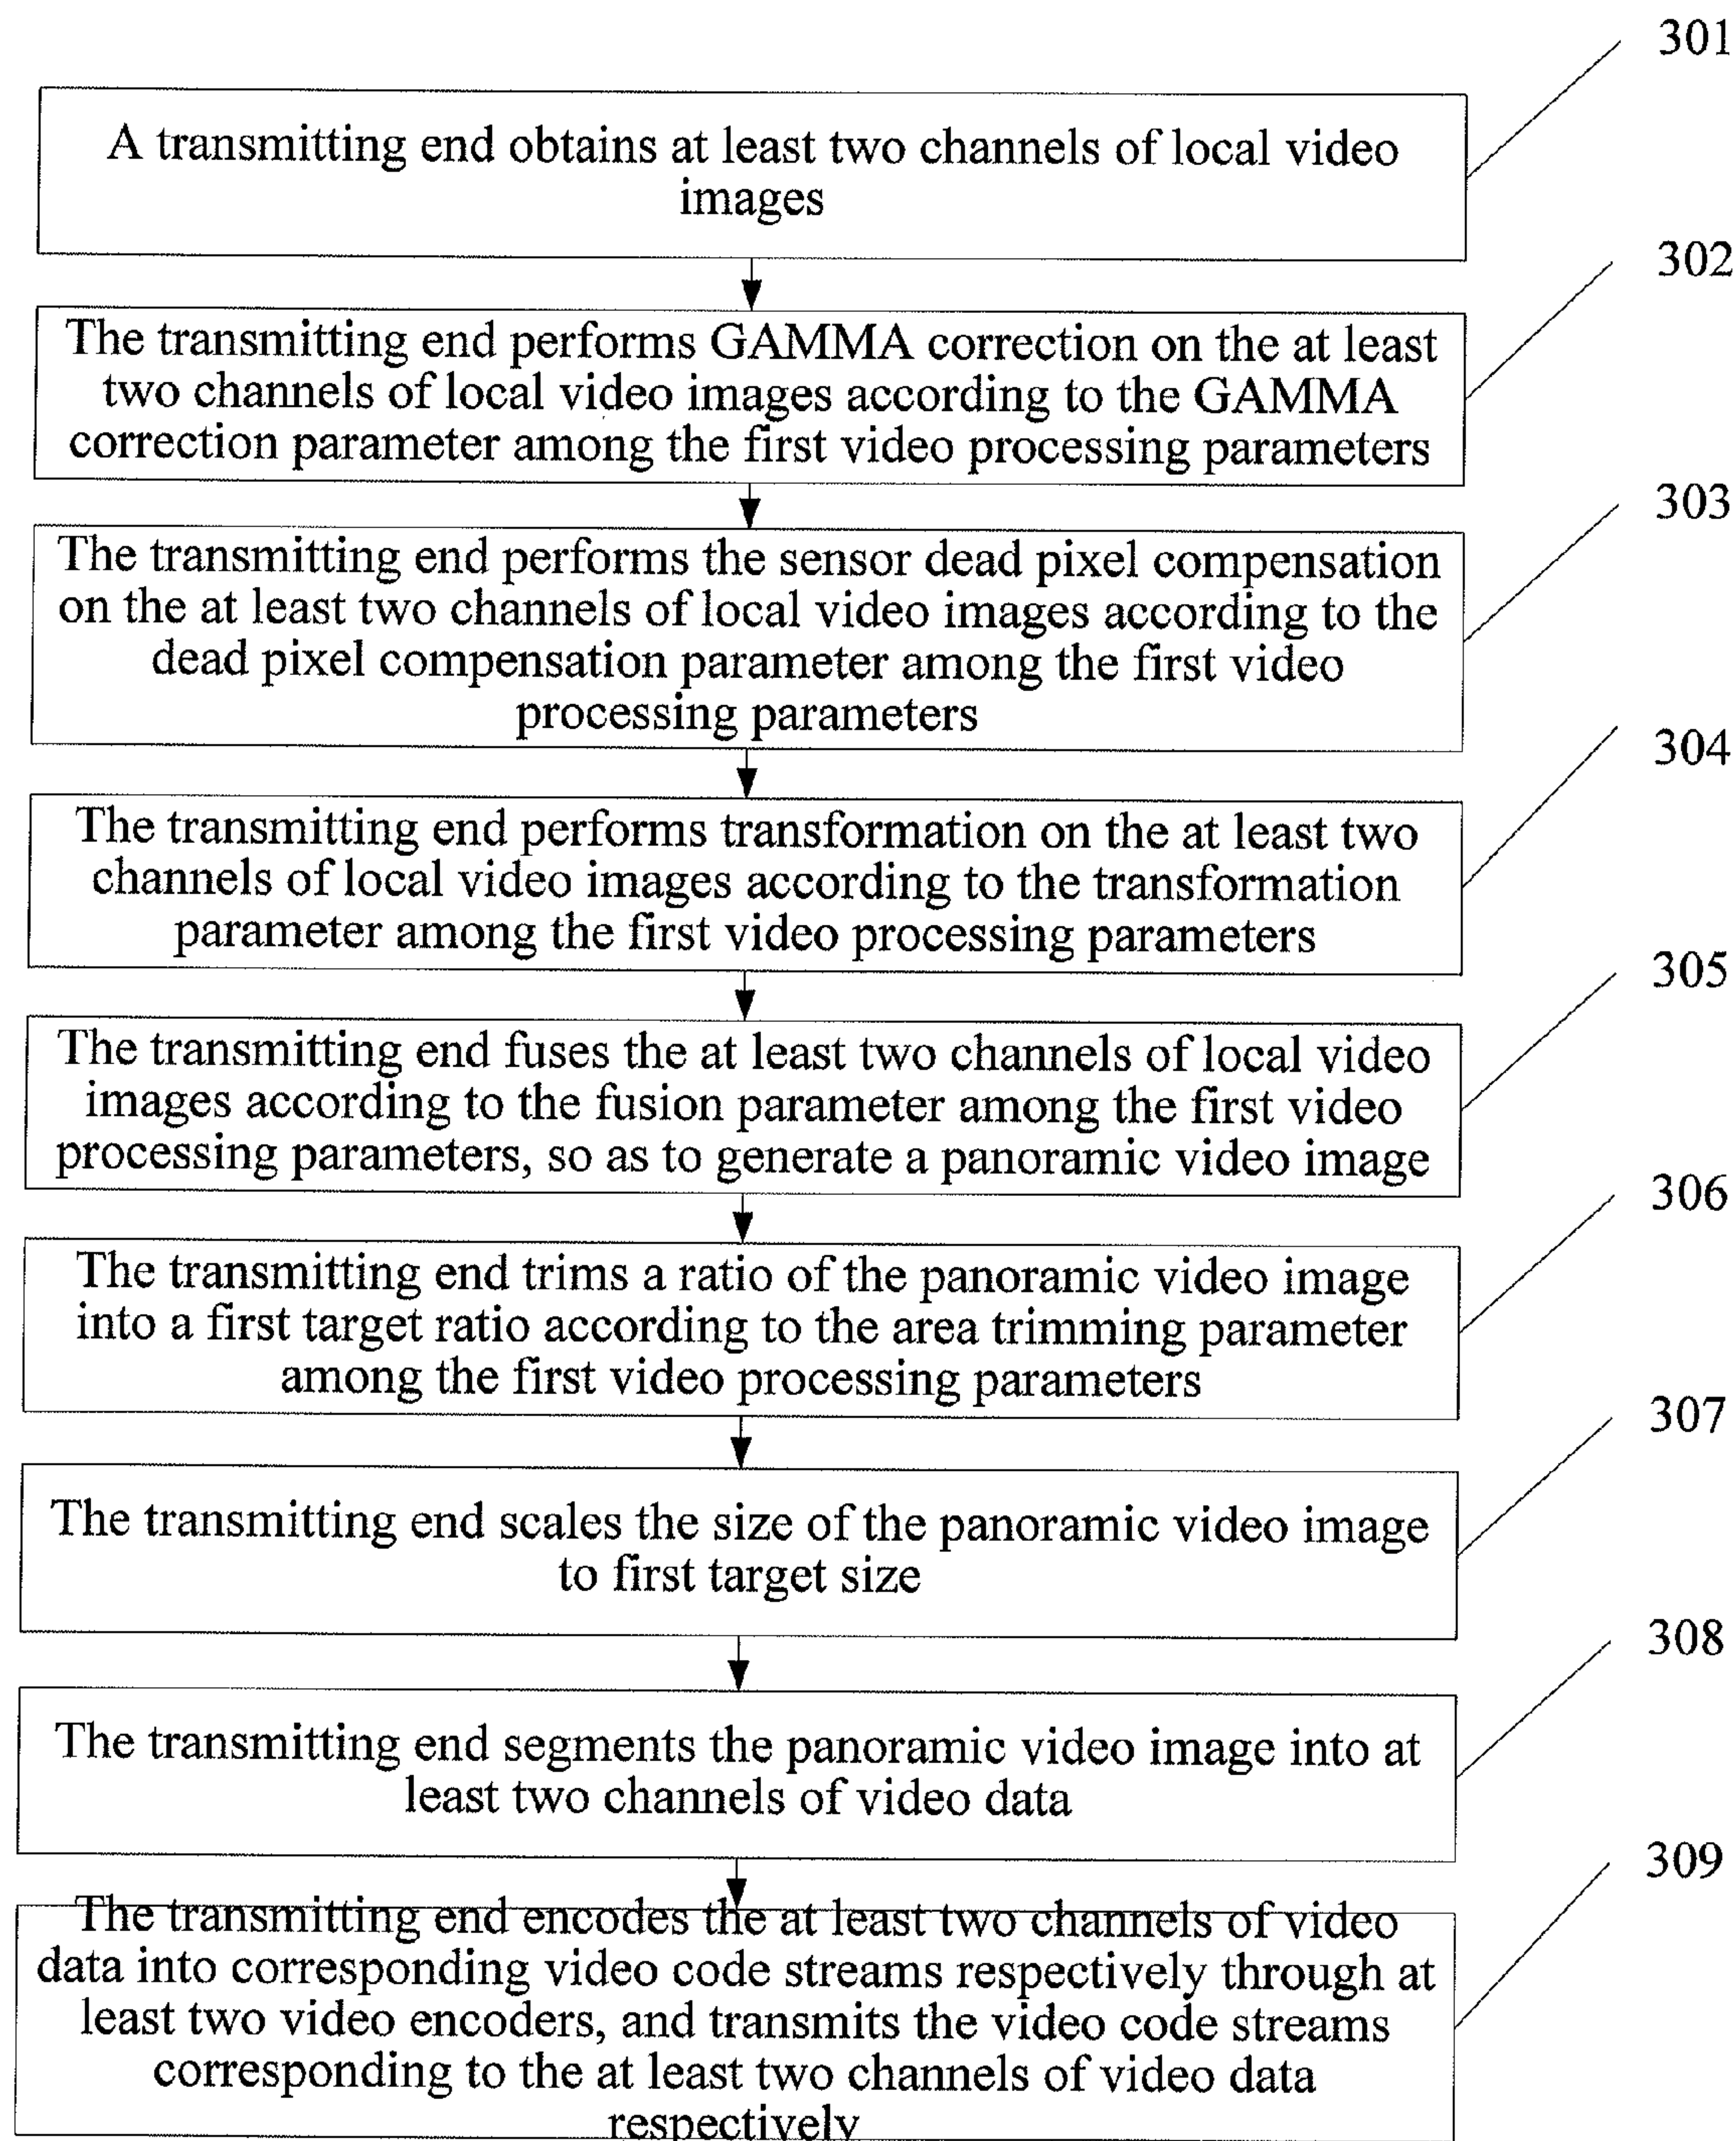 301
A transmitting end obtains at least two channels of local video
images
302
The transmitting end performs GAMMA correction on the at least
two channels of local video images according to the GAMMA
correction parameter among the first video processing parameters
303
The transmitting end performs the sensor dead pixel compensation
on the at least two channels of local video images according to the
dead pixel compensation parameter among the first video
processing parameters
304
The transmitting end performs transformation on the at least two
channels of local video images according to the transformation
parameter among the first video processing parameters
305
The transmitting end fuses the at least two channels of local video
images according to the fusion parameter among the first video
processing parameters, so as to generate a panoramic video image
306
The transmitting end trims a ratio of the panoramic video image
into a first target ratio according to the area trimming parameter
among the first video processing parameters
307
The transmitting end scales the size of the panoramic video image
to first target size
308
The transmitting end segments the panoramic video image into at
least two channels of video data
309
The transmitting end encodes the at least two channels of video
data into corresponding video code streams respectively through at
least two video encoders, and transmits the video code streams
corresponding to the at least two channels of video data
respectively